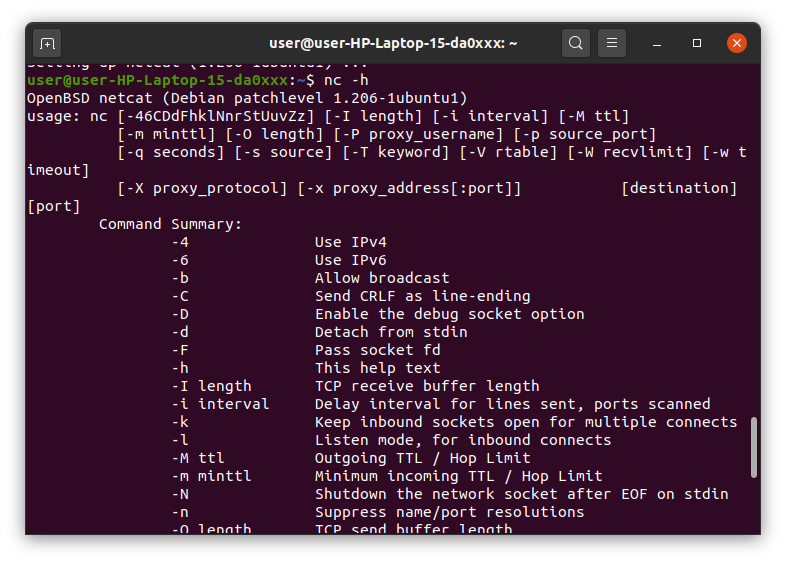 user@user-HP-Laptop-15-da0xxx: ~
Setting up netcat (1.206-1ubuntu1) ...
user@user-HP-Laptop-15-da0xxx:~$ nc -h
OpenBSD netcat (Debian patchlevel 1.206-1ubuntu1)
usage: nc [-46CDdFhklNnrStUuvZz] [-I length] [-i interval] [-M ttl]
[-m minttl] [-O length] [-P proxy_username] [-p source_port]
[-q seconds] [-s source] [-T keyword] [-V rtable] [-W recvlimit] [-w t
imeout]
[-X proxy_protocol] [-x proxy_address[:port]] [destination]
[port]
Command Summary:
-4 Use IPv4
-6 Use IPv6
-b Allow broadcast
-C Send CRLF as line-ending
-D Enable the debug socket option
-d Detach from stdin
-F Pass socket fd
-h This help text
-I length TCP receive buffer length
-i interval Delay interval for lines sent, ports scanned
-k Keep inbound sockets open for multiple connects
-l Listen mode, for inbound connects
-M ttl Outgoing TTL / Hop Limit
-m minttl Minimum incoming TTL / Hop Limit
-N Shutdown the network socket after EOF on stdin
-n Suppress name/port resolutions
-O length TCP send buffer length